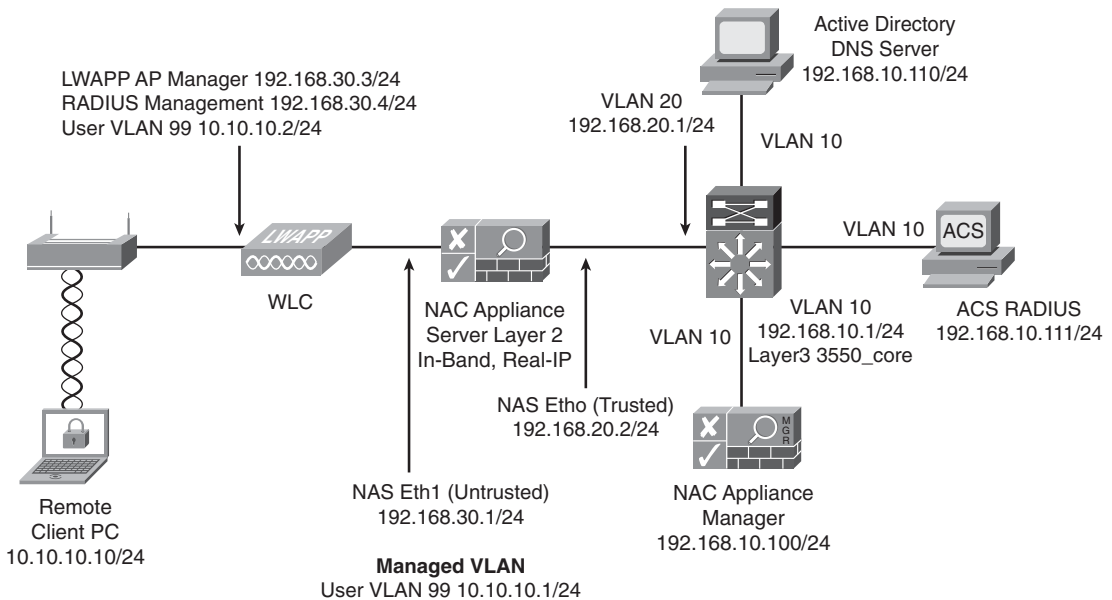 Active Directory
DNS Server
192.168.10.110/24
LWAPP AP Manager 192.168.30.3/24
RADIUS Management 192.168.30.4/24
User VLAN 99 10.10.10.2/24
VLAN 20
192.168.20.1/24
VLAN 10
LWAPP
WLC
NAC Appliance
Server Layer 2
In-Band, Real-IP
VLAN 10
ACS
ACS RADIUS
192.168.10.111/24
VLAN 10
192.168.10.1/24
Layer3 3550_core
VLAN 10
NAS Etho (Trusted)
192.168.20.2/24
MGR
NAC Appliance
Manager
192.168.10.100/24
NAS Eth1 (Untrusted)
192.168.30.1/24
Managed VLAN
User VLAN 99 10.10.10.1/24
Remote
Client PC
10.10.10.10/24